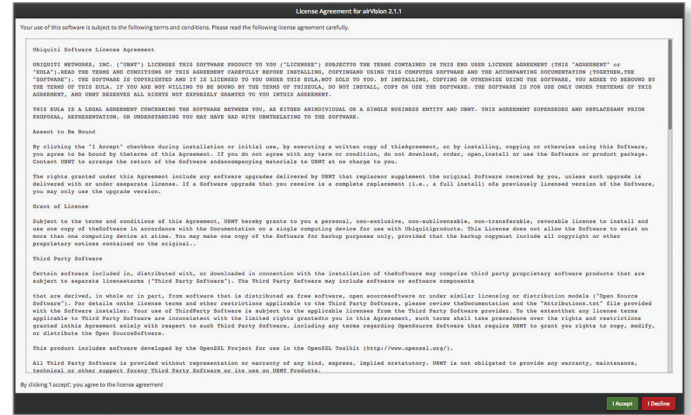 License Agreement for airVision 2.1.1
Your use of this software is subject to the following terms and conditions. Please read the following license agreement carefully.
Ubiquiti Software License Agreement
UBIQUITI NETWORKS, INC. ("UBNT") LICENSES THIS SOFTWARE PRODUCT TO YOU ("LICENSEE") SUBJECTTO THE TERMS CONTAINED IN THIS END USER LICENSE AGREEMENT (THIS "AGREEMENT" or
"EULA").READ THE TERMS AND CONDITIONS OF THIS AGREEMENT CAREFULLY BEFORE INSTALLING, COPYINGAND USING THIS COMPUTER SOFTWARE AND THE ACCOMPANYING DOCUMENTATION (TOGETHER,THE
"SOFTWARE"). THE SOFTWARE IS COPYRIGHTED AND IT IS LICENSED TO YOU UNDER THIS EULA,NOT SOLD TO YOU. BY INSTALLING, COPYING OR OTHERWISE USING THE SOFTWARE, YOU AGREE TO BEBOUND BY
THE TERMS OF THIS EULA. IF YOU ARE NOT WILLING TO BE BOUND BY THE TERMS OF THISEULA, DO NOT INSTALL, COPY OR USE THE SOFTWARE. THE SOFTWARE IS FOR USE ONLY UNDER THETERMS OF THIS
AGREEMENT, AND UBNT RESERVES ALL RIGHTS NOT EXPRESSLY GRANTED TO YOU INTHIS AGREEMENT.
THIS EULA IS A LEGAL AGREEMENT CONCERNING THE SOFTWARE BETWEEN YOU, AS EITHER ANINDIVIDUAL OR A SINGLE BUSINESS ENTITY AND UBNT. THIS AGREEMENT SUPERSEDES AND REPLACESANY PRIOR
PROPOSAL, REPRESENTATION, OR UNDERSTANDING YOU MAY HAVE HAD WITH UBNTRELATING TO THE SOFTWARE.
Assent to Be Bound
By clicking the "I Accept" checkbox during installation or initial use, by executing a written copy of thisAgreement, or by installing, copying or otherwise using this Software,
you agree to be bound by theterms of this Agreement. If you do not agree with any term or condition, do not download, order, open,install or use the Software or product package.
Contact UBNT to arrange the return of the Software andaccompanying materials to UBNT at no charge to you.
The rights granted under this Agreement include any software upgrades delivered by UBNT that replaceor supplement the original Software received by you, unless such upgrade is
delivered with or under aseparate license. If a Software upgrade that you receive is a complete replacement (i.e., a full install) ofa previously licensed version of the Software,
you may only use the upgrade version.
Grant of License
Subject to the terms and conditions of this Agreement, UBNT hereby grants to you a personal, non-exclusive, non-sublicensable, non-transferable, revocable license to install and
use one copy of theSoftware in accordance with the Documentation on a single computing device for use with Ubiquitiproducts. This License does not allow the Software to exist on
more than one computing device at atime. You may make one copy of the Software for backup purposes only, provided that the backup copymust include all copyright or other
proprietary notices contained on the original..
Third Party Software
Certain software included in, distributed with, or downloaded in connection with the installation of theSoftware may comprise third party proprietary software products that are
subject to separate licenseterms ("Third Party Software"). The Third Party Software may include software or software components
that are derived, in whole or in part, from software that is distributed as free software, open sourcesoftware or under similar licensing or distribution models ("Open Source
Software"). For details onthe license terms and other restrictions applicable to the Third Party Software, please review theDocumentation and the "Attributions.txt" file provided
with the Software Installer. Your use of ThirdParty Software is subject to the applicable licenses from the Third Party Software provider. To the extentthat any license terms
applicable to Third Party Software are inconsistent with the limited rights grantedto you in this Agreement, such terms shall take precedence over the rights and restrictions
granted inthis Agreement solely with respect to such Third Party Software, including any terms regarding OpenSource Software that require UBNT to grant you rights to copy, modify,
or distribute the Open SourceSoftware.
This product includes software developed by the OpenSSL Project for use in the OpenSSL Toolkit (http://www.openssl.org/).
All Third Party Software is provided without representation or warranty of any kind, express, implied orstatutory. UBNT is not obligated to provide any warranty, maintenance,
technical or other support forany Third Party Software or its use on UBNT Products.
By clicking 'I accept', you agree to the license agreement
I Accept I Decline